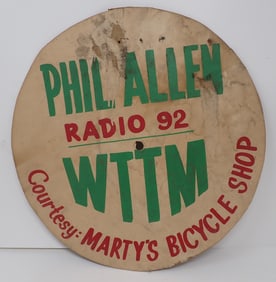 PHIL ALLEN
RADIO 92
WTTM
Courtesy: MARTY'S BICYCLE SHOP